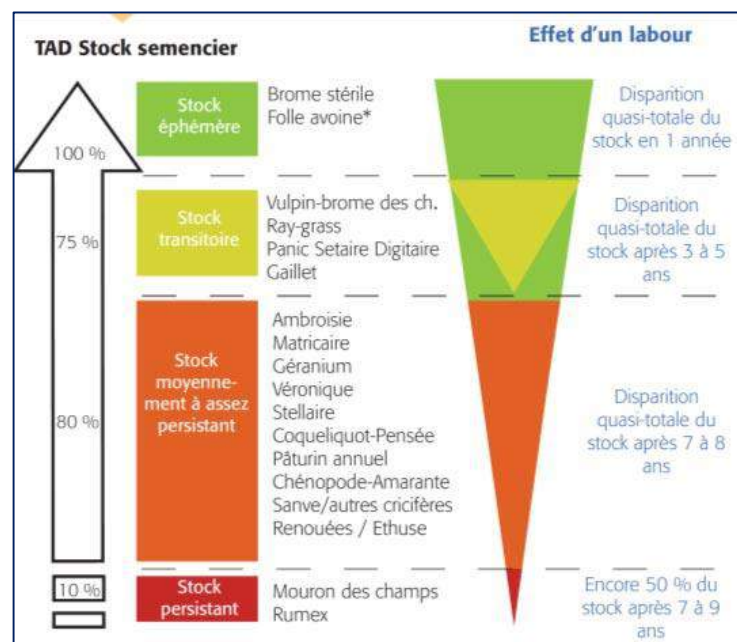 TAD Stock semencier
Effet d'un labour
100 %
Stock
éphémère
Brome stérile
Folle avoine*
Disparition
quasi-totale du
stock en 1 année
75 %
Stock
transitoire
Vulpin-brome des ch.
Ray-grass
Panic Setaire Digitaire
Gaillet
Disparition
quasi-totale du
stock après 3 à 5
ans
80 %
Stock
moyenne-
ment à assez
persistant
Ambroisie
Matricaire
Géranium
Véronique
Stellaire
Coqueliquot-Pensée
Pâturin annuel
Chénopode-Amarante
Sanve/autres cricifères
Renouées / Ethuse
Disparition
quasi-totale du
stock après 7 à 8
ans
10 %
Stock
persistant
Mouron des champs
Rumex
Encore 50 % du
stock après 7 à 9
ans